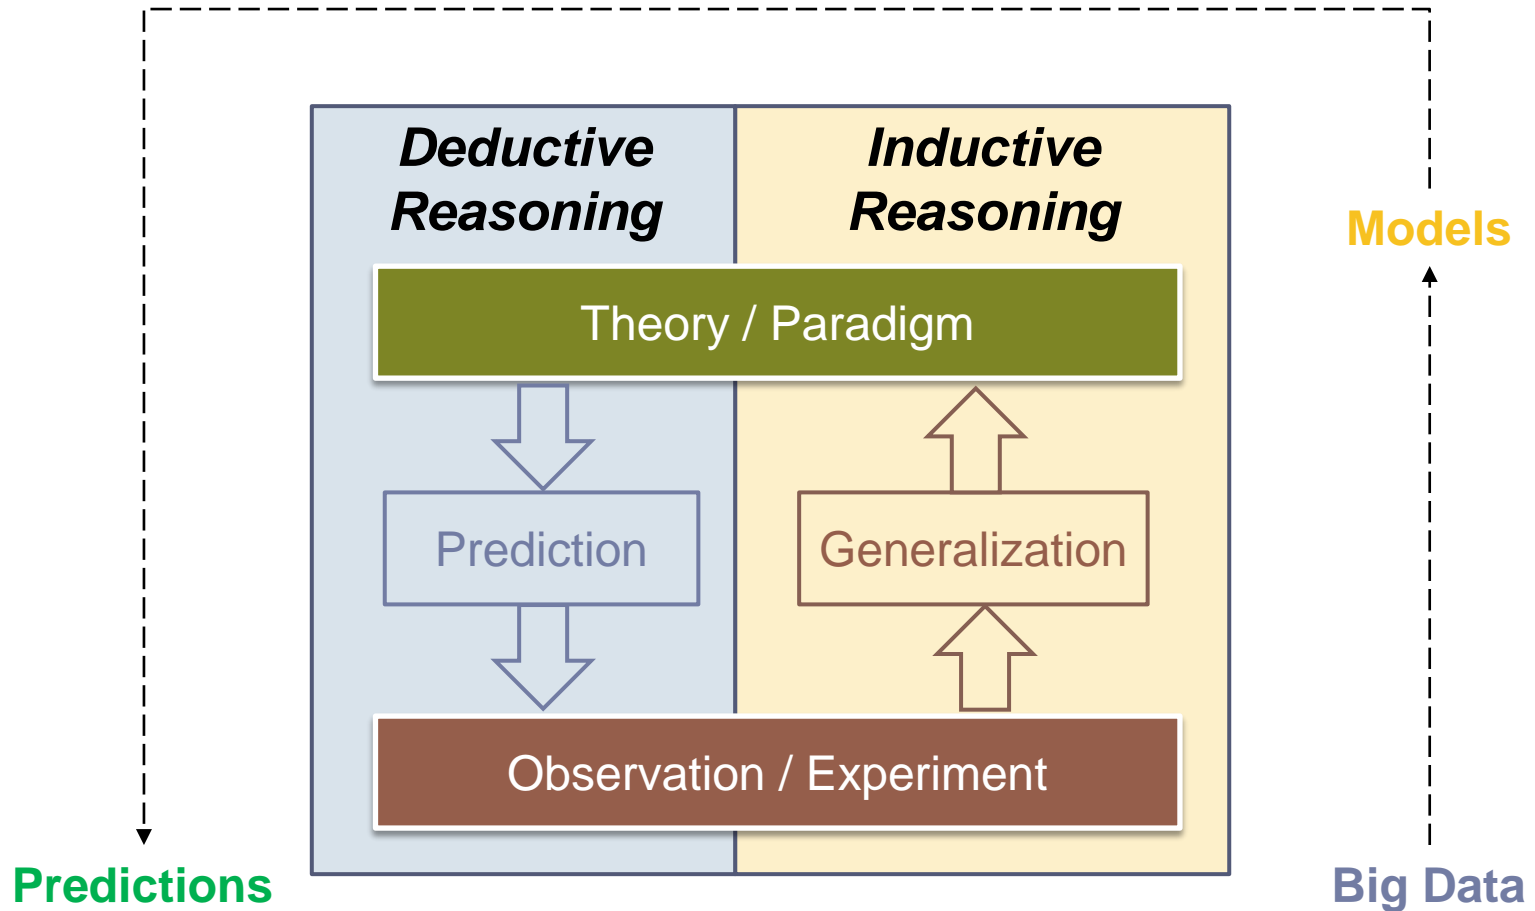 Deductive
Reasoning
Inductive
Reasoning
Models
Theory / Paradigm
Prediction
Generalization
Observation / Experiment
Predictions
Big Data